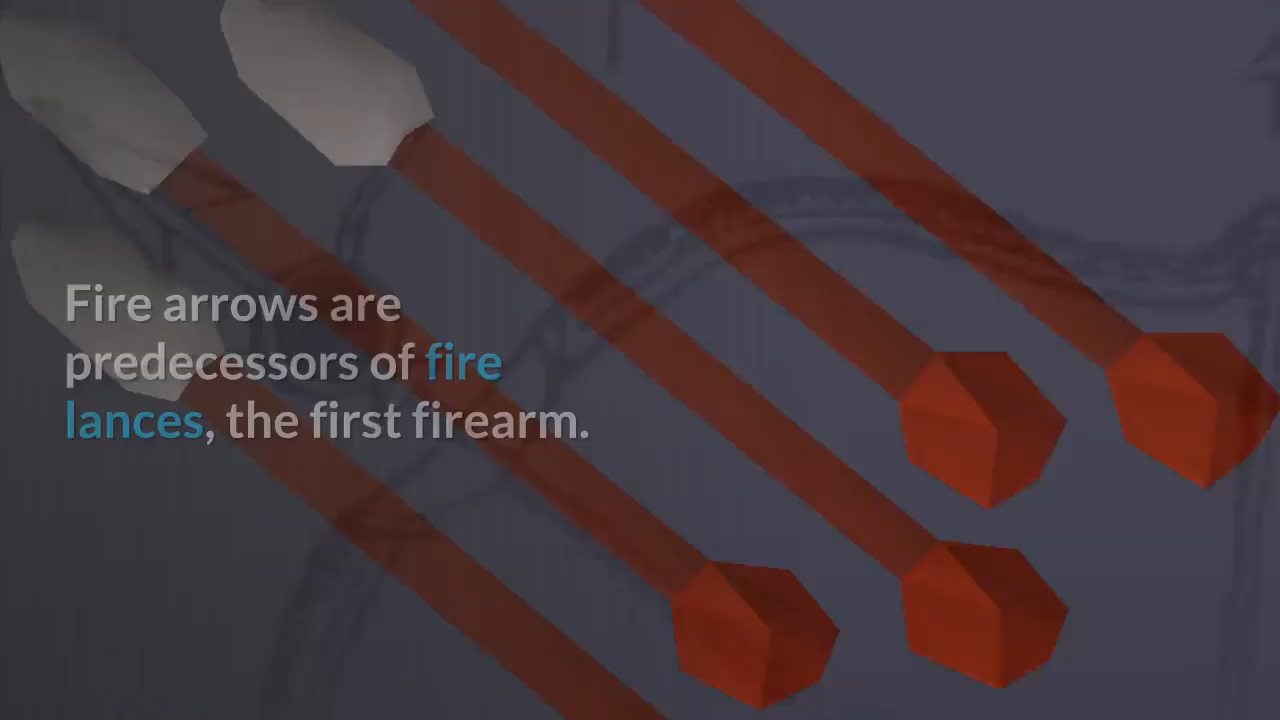 Fire arrows are
predecessors of fire
lances, the first firearm.